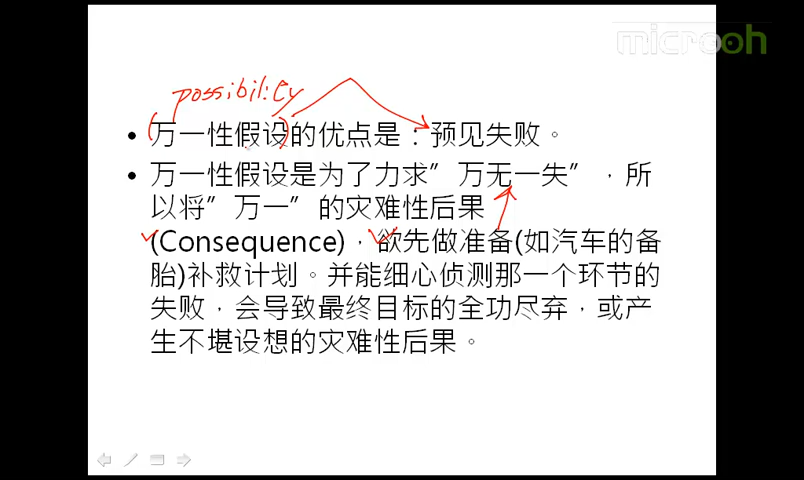 microoh
possibility
• (万一性假设)的优点是：预见失败。
• 万一性假设是为了力求”万无一失”，所
以将”万一”的灾难性后果
(Consequence)，欲先做准备(如汽车的备
胎)补救计划。并能细心侦测那一个环节的
失败，会导致最终目标的全功尽弃，或产
生不堪设想的灾难性后果。